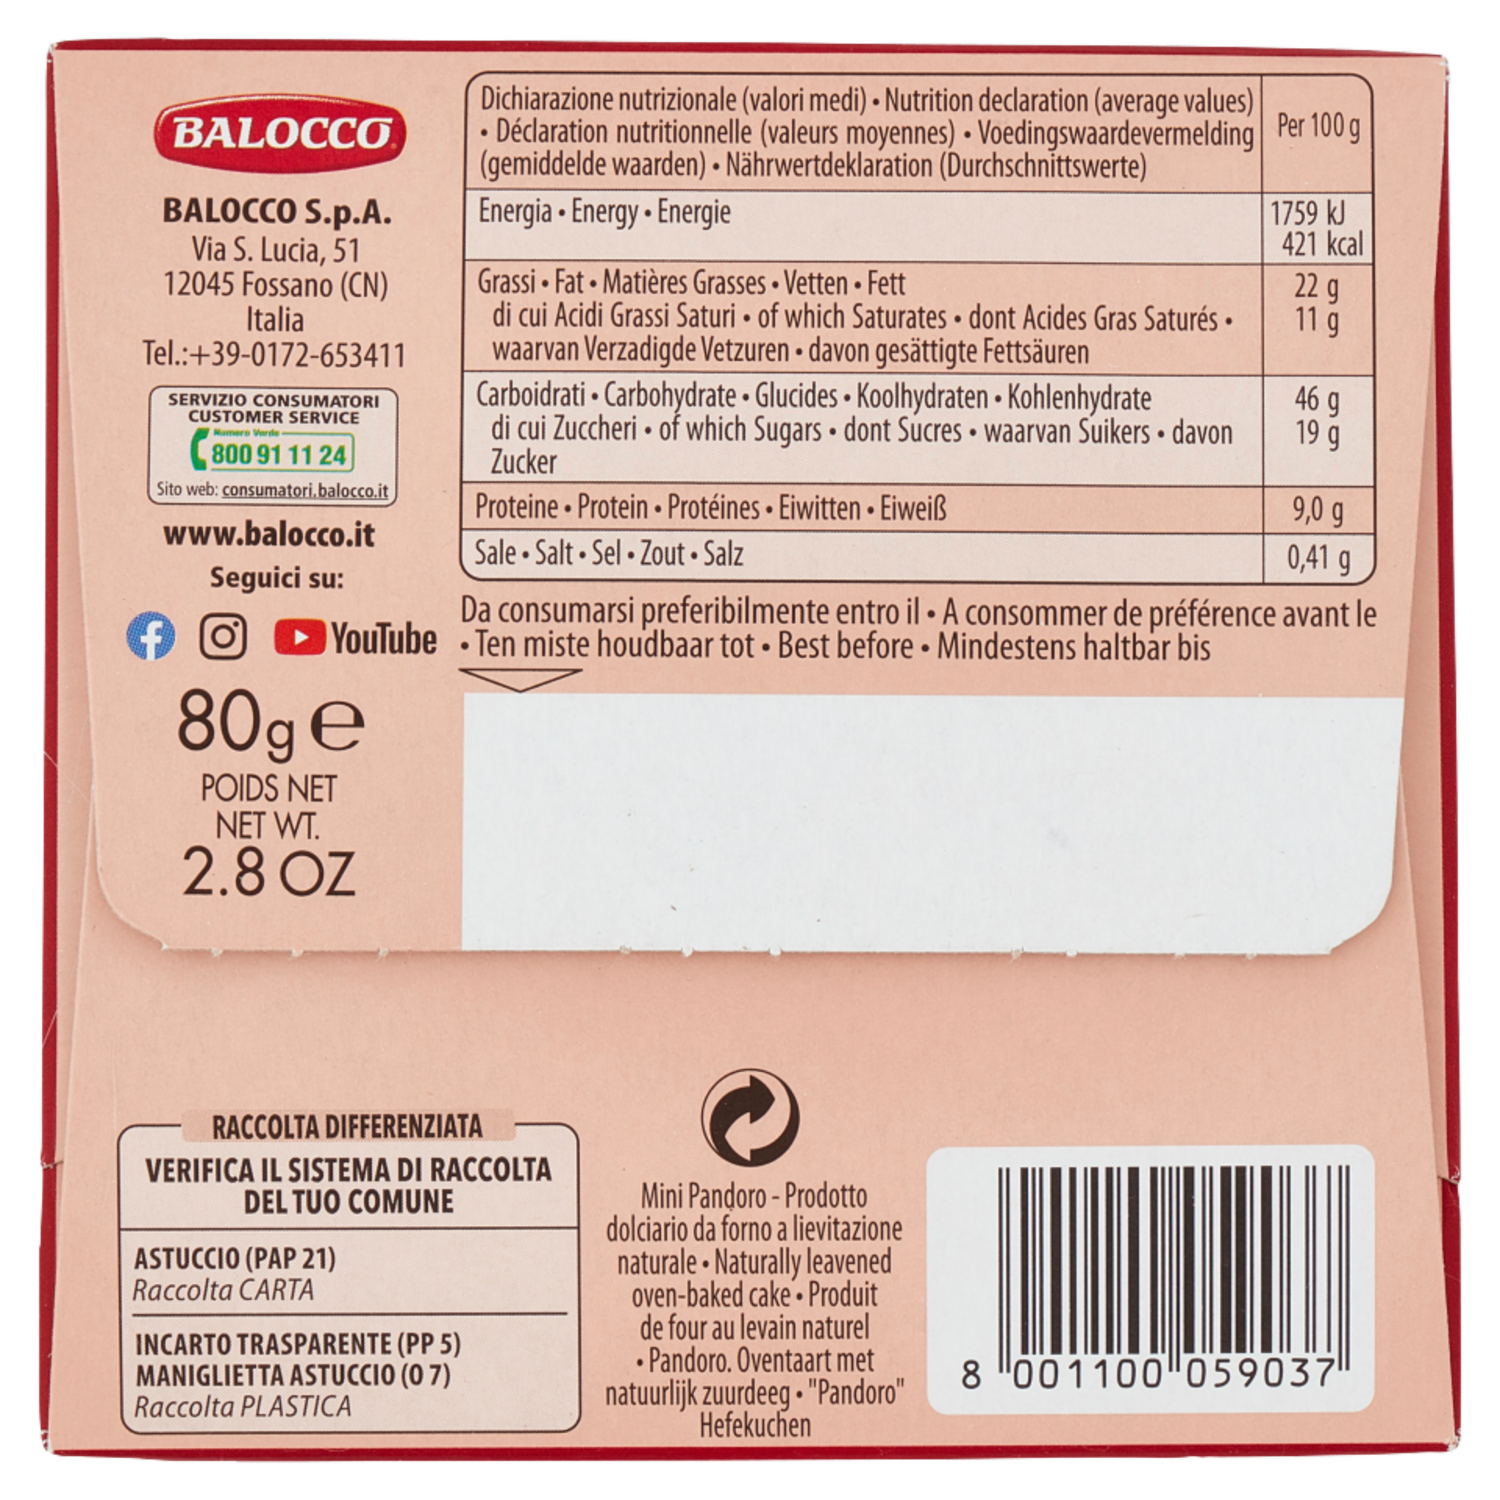 BALOCCO
BALOCCO S.p.A.
Via S. Lucia, 51
12045 Fossano (CN)
Italia
Tel.:+39-0172-653411
SERVIZIO CONSUMATORI
CUSTOMER SERVICE
Numero Verde
800 91 11 24
Sito web: consumatori.balocco.it
www.balocco.it
Seguici su:
YouTube
80g e
POIDS NET
NET WT.
2.8 OZ
Dichiarazione nutrizionale (valori medi) • Nutrition declaration (average values)
• Déclaration nutritionnelle (valeurs moyennes) • Voedingswaardevermelding
(gemiddelde waarden) • Nährwertdeklaration (Durchschnittswerte)
Per 100 g
Energia • Energy • Energie
1759 kJ
421 kcal
Grassi • Fat • Matières Grasses • Vetten • Fett
22 g
di cui Acidi Grassi Saturi • of which Saturates • dont Acides Gras Saturés •
11 g
waarvan Verzadigde Vetzuren • davon gesättigte Fettsäuren
Carboidrati • Carbohydrate • Glucides • Koolhydraten • Kohlenhydrate
46 g
di cui Zuccheri • of which Sugars • dont Sucres • waarvan Suikers • davon
19 g
Zucker
Proteine • Protein • Protéines • Eiwitten • Eiweiß
9,0 g
Sale • Salt • Sel • Zout • Salz
0,41 g
Da consumarsi preferibilmente entro il • A consommer de préférence avant le
• Ten miste houdbaar tot • Best before • Mindestens haltbar bis
RACCOLTA DIFFERENZIATA
VERIFICA IL SISTEMA DI RACCOLTA
DEL TUO COMUNE
ASTUCCIO (PAP 21)
Raccolta CARTA
INCARTO TRASPARENTE (PP 5)
MANIGLIETTA ASTUCCIO (O 7)
Raccolta PLASTICA
Mini Pandoro - Prodotto
dolciario da forno a lievitazione
naturale • Naturally leavened
oven-baked cake • Produit
de four au levain naturel
• Pandoro. Oventaart met
natuurlijk zuurdeeg • "Pandoro"
Hefekuchen
8 001100 059037